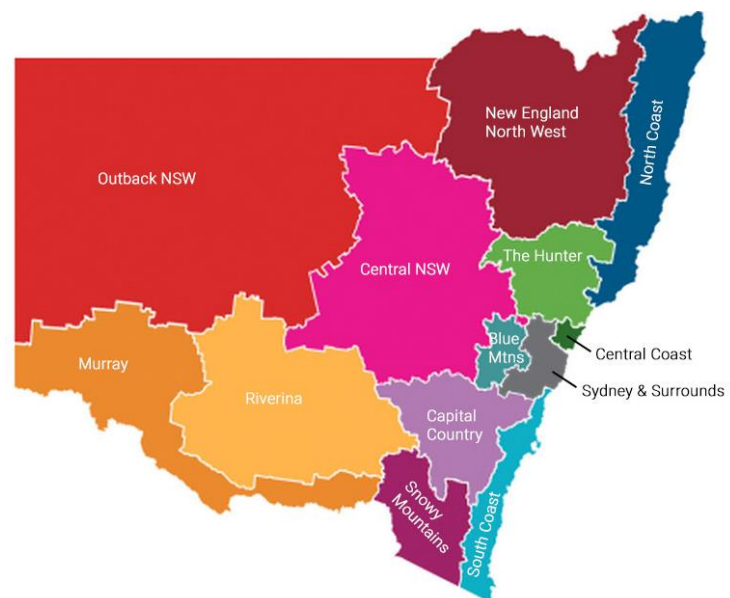 New England
North West
North Coast
Outback NSW
The Hunter
Central NSW
Blue
Mtns
Central Coast
Murray
Sydney & Surrounds
Riverina
Capital
Country
Snowy
Mountains
South Coast